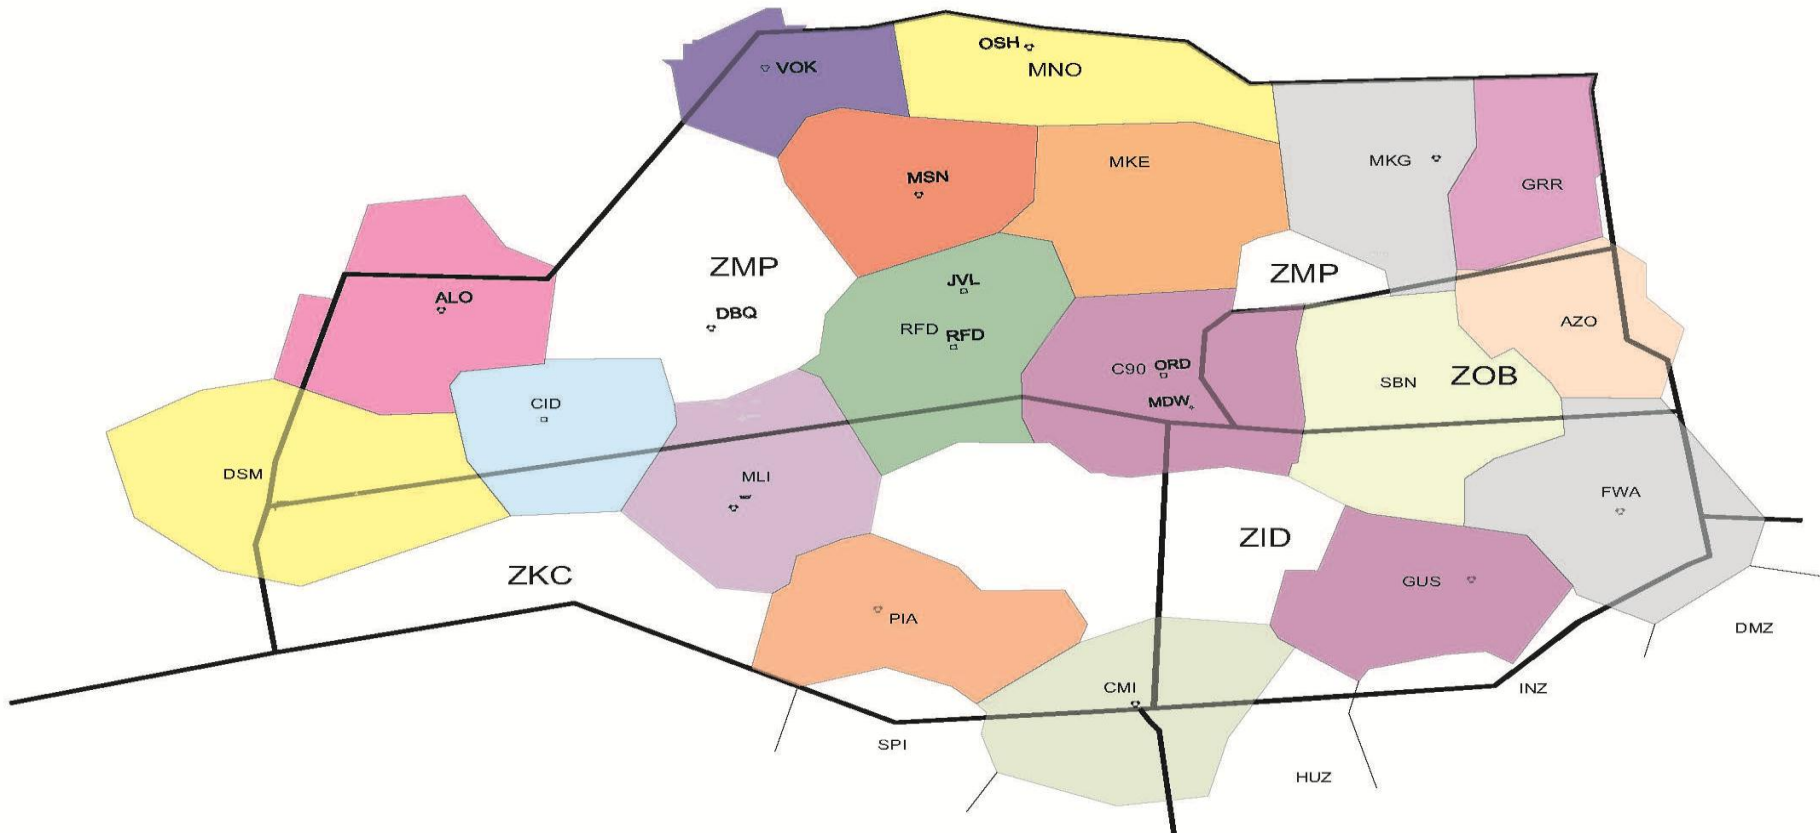 OSH
MNO
VOK
MKE
MKG
GRR
MSN
ZMP
ZMP
JVL
ALO
DBQ
RFD
RFD
AZO
C90
ORD
SBN
ZOB
CID
MDW
DSM
MLI
FWA
ZID
ZKC
GUS
PIA
DMZ
CMI
INZ
SPI
HUZ